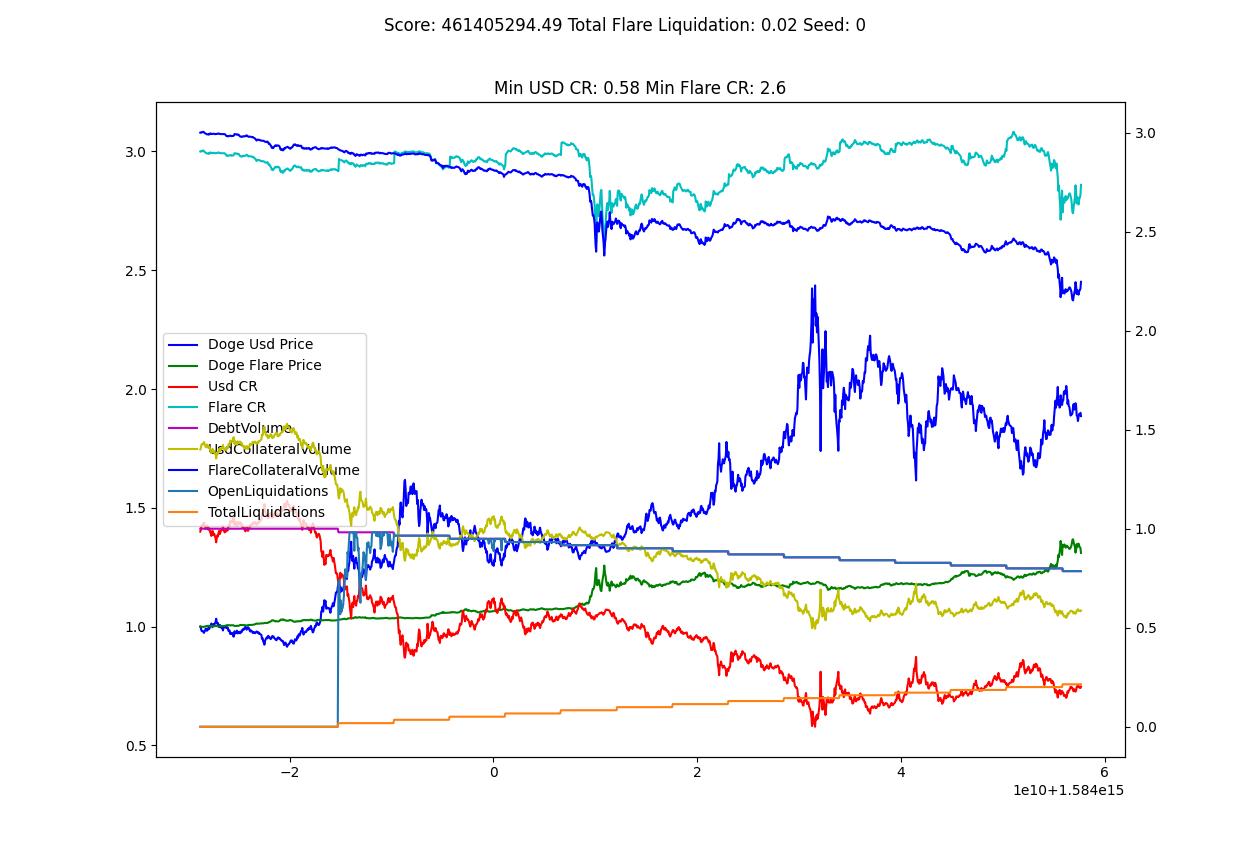 Score: 461405294.49 Total Flare Liquidation: 0.02 Seed: 0
Min USD CR: 0.58 Min Flare CR: 2.6
3.0
2.5
2.0
1.5
1.0
0.5
3.0
2.5
2.0
1.5
1.0
0.5
0.0
Doge Usd Price
Doge Flare Price
Usd CR
Flare CR
DebtVolume
UsdCollateralVolume
FlareCollateralVolume
OpenLiquidations
TotalLiquidations
−2 0 2 4 6
1e10+1.584e15